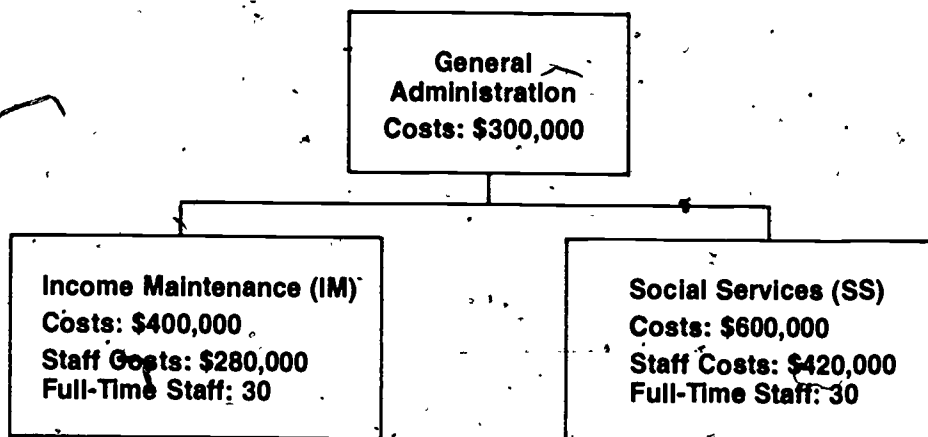 General
Administration
Costs: $300,000
Income Maintenance (IM)
Costs: $400,000
Staff Costs: $280,000
Full-Time Staff: 30
Social Services (SS)
Costs: $600,000
Staff Costs: $420,000
Full-Time Staff: 30